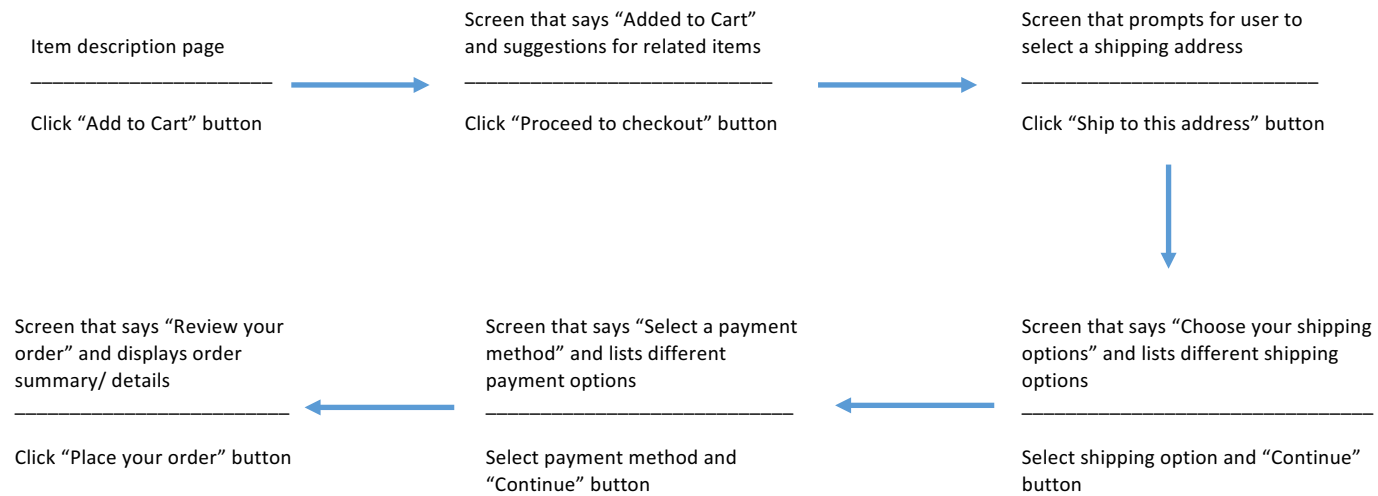 Item description page
Click “Add to Cart” button
Screen that says “Added to Cart”
and suggestions for related items
Click “Proceed to checkout” button
Screen that prompts for user to
select a shipping address
Click “Ship to this address” button
Screen that says “Choose your shipping
options” and lists different shipping
options
Select shipping option and “Continue”
button
Screen that says “Select a payment
method” and lists different
payment options
Select payment method and
“Continue” button
Screen that says “Review your
order” and displays order
summary/ details
Click “Place your order” button